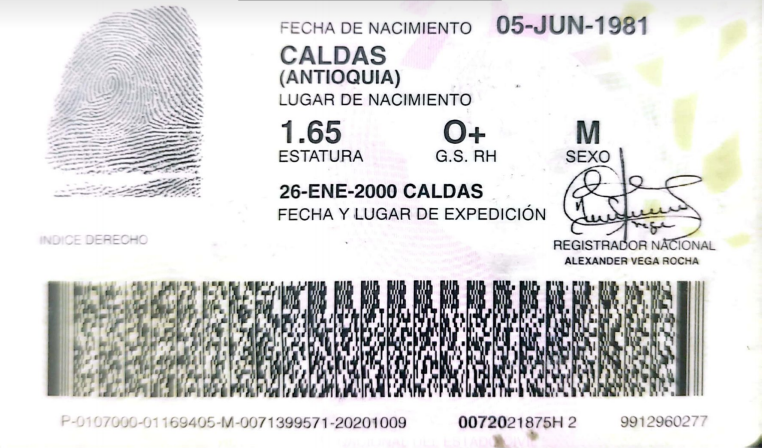 FECHA DE NACIMIENTO 05-JUN-1981
CALDAS
(ANTIOQUIA)
LUGAR DE NACIMIENTO
1.65 O+ M
ESTATURA G.S. RH SEXO
26-ENE-2000 CALDAS
FECHA Y LUGAR DE EXPEDICIÓN
INDICE DERECHO
REGISTRADOR NACIONAL
ALEXANDER VEGA ROCHA
P-0107000-01169405-M-0071399571-20201009 0072021875H 2 9912960277